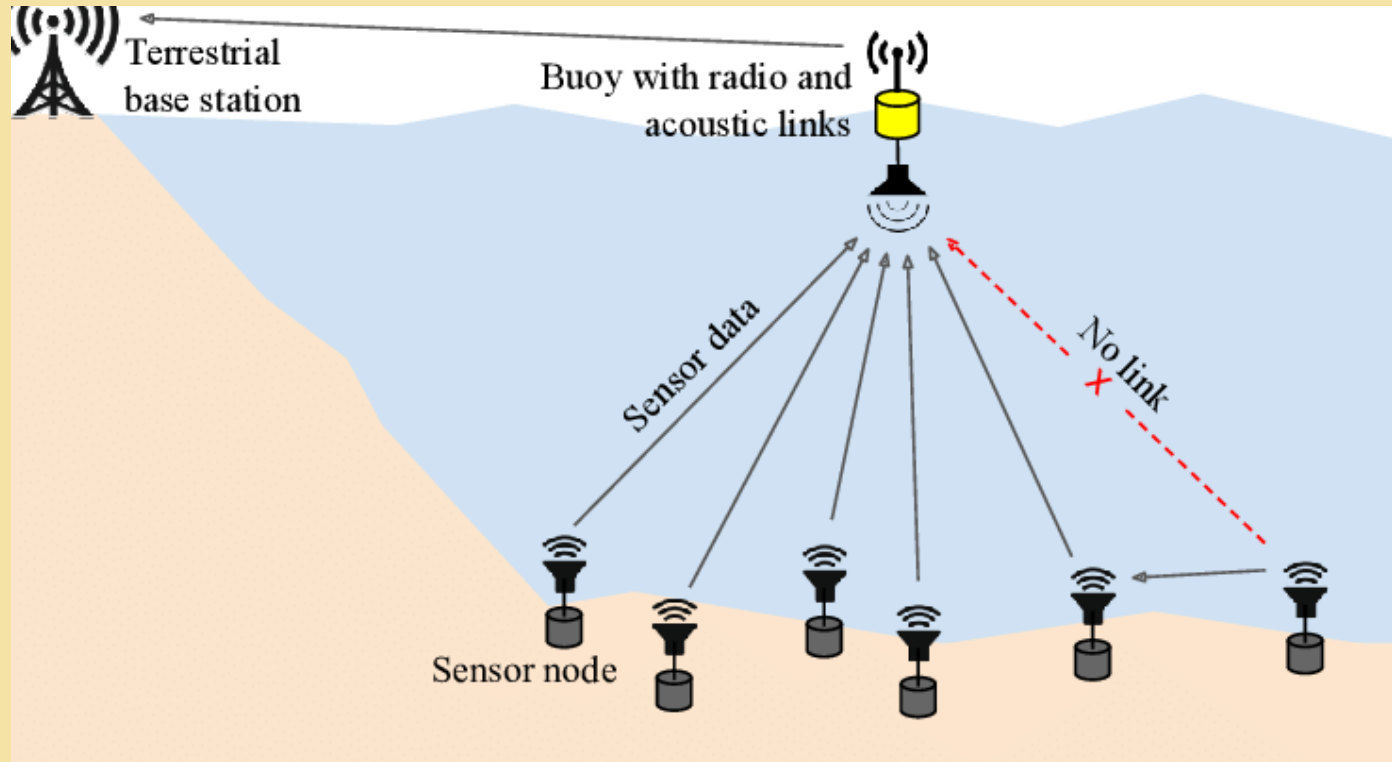 Terrestrial
base station
Buoy with radio and
acoustic links
Sensor data
No link
X
Sensor node